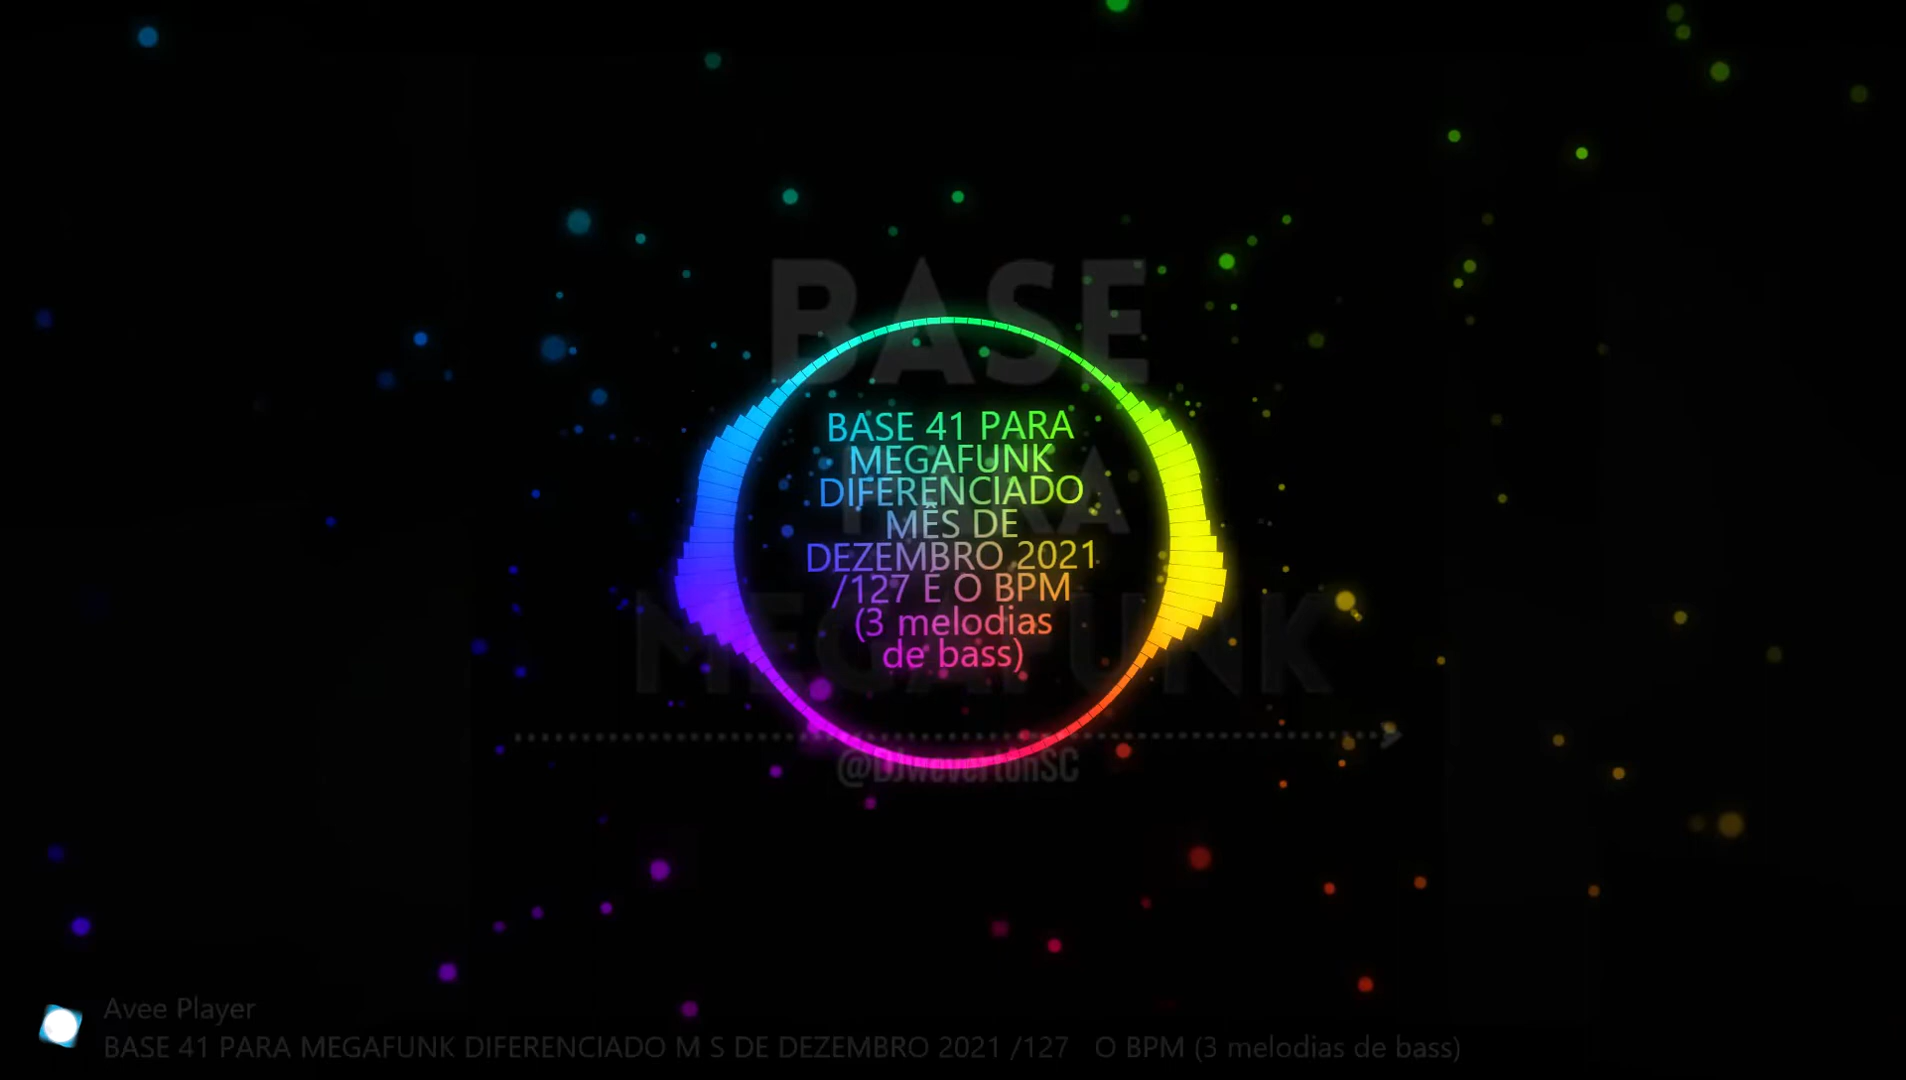 BASE
BASE 41 PARA
MEGAFUNK
DIFERENCIADO
MÊS DE
DEZEMBRO 2021
/127 É O BPM
(3 melodias
de bass)
PARA
MEGAFUNK
@DJwevertonSC
Avee Player
BASE 41 PARA MEGAFUNK DIFERENCIADO M S DE DEZEMBRO 2021 /127 O BPM (3 melodias de bass)